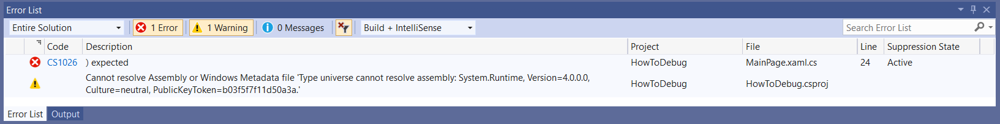 Error List
Entire Solution 1 Error 1 Warning 0 Messages Build + IntelliSense Search Error List
Code Description Project File Line Suppression State
CS1026 ) expected HowToDebug MainPage.xaml.cs 24 Active
Cannot resolve Assembly or Windows Metadata file 'Type universe cannot resolve assembly: System.Runtime, Version=4.0.0.0,
Culture=neutral, PublicKeyToken=b03f5f7f11d50a3a.' HowToDebug HowToDebug.csproj
Error List Output